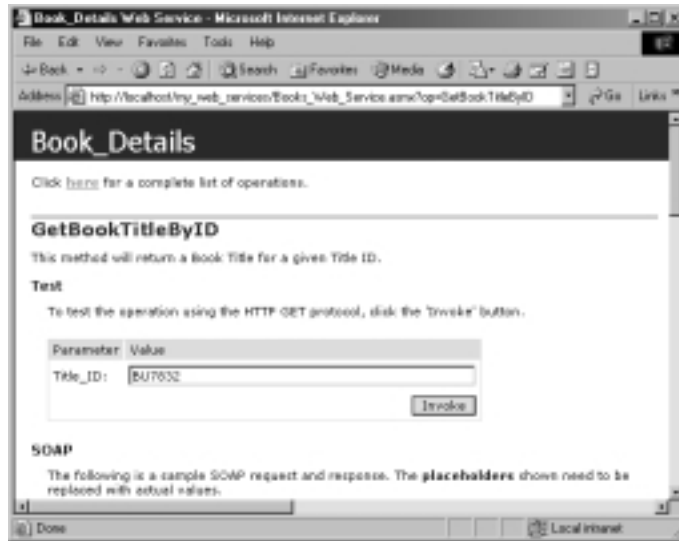 Book_Details Web Service - Microsoft Internet Explorer
File Edit View Favorites Tools Help
Back Search Favorites Media
Address http://localhost/my_web_services/Books_Web_Service.asmx?op=GetBookTitleByID Go Links
Book_Details
Click here for a complete list of operations.
GetBookTitleByID
This method will return a Book Title for a given Title ID.
Test
To test the operation using the HTTP GET protocol, click the 'Invoke' button.
Parameter Value
Title_ID: BU7832
Invoke
SOAP
The following is a sample SOAP request and response. The placeholders shown need to be
replaced with actual values.
Done Local intranet